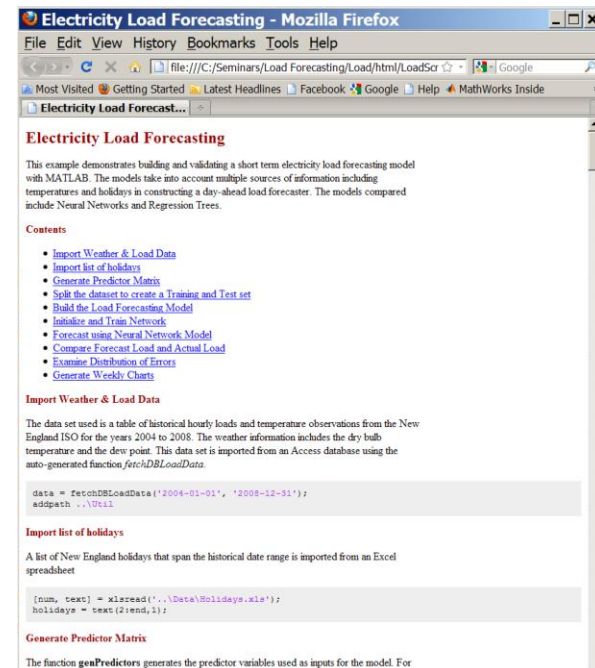 Electricity Load Forecasting - Mozilla Firefox
File Edit View History Bookmarks Tools Help
file:///C:/Seminars/Load Forecasting/Load/html/LoadScr
Google
Most Visited Getting Started Latest Headlines Facebook Google Help MathWorks Inside
Electricity Load Forecast...
Electricity Load Forecasting
This example demonstrates building and validating a short term electricity load forecasting model
with MATLAB. The models take into account multiple sources of information including
temperatures and holidays in constructing a day-ahead load forecaster. The models compared
include Neural Networks and Regression Trees.
Contents
Import Weather & Load Data
Import list of holidays
Generate Predictor Matrix
Split the dataset to create a Training and Test set
Build the Load Forecasting Model
Initialize and Train Network
Forecast using Neural Network Model
Compare Forecast Load and Actual Load
Examine Distribution of Errors
Generate Weekly Charts
Import Weather & Load Data
The data set used is a table of historical hourly loads and temperature observations from the New
England ISO for the years 2004 to 2008. The weather information includes the dry bulb
temperature and the dew point. This data set is imported from an Access database using the
auto-generated function fetchDBLoadData.
data = fetchDBLoadData('2004-01-01', '2008-12-31');
addpath ..\Util
Import list of holidays
A list of New England holidays that span the historical date range is imported from an Excel
spreadsheet
[num, text] = xlsread('..\Data\Holidays.xls');
holidays = text(2:end,1);
Generate Predictor Matrix
The function genPredictors generates the predictor variables used as inputs for the model. For